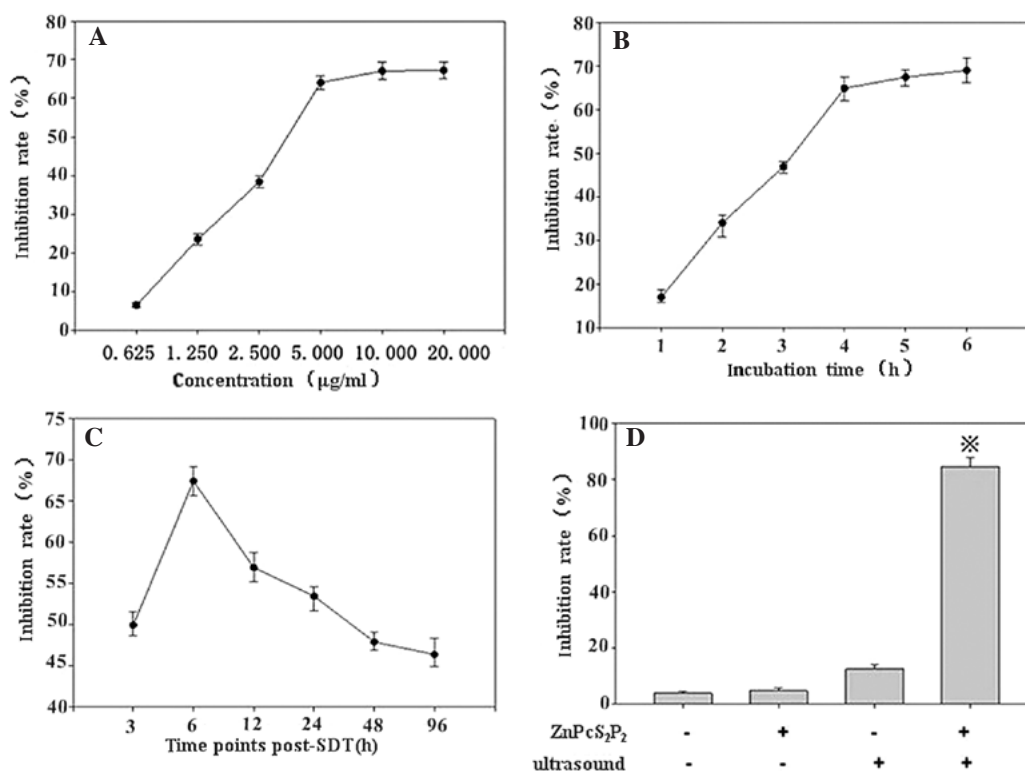 A
Inhibition rate (%)
80
70
60
50
40
30
20
10
0
0.625 1.250 2.500 5.000 10.000 20.000
Concentration (μg/ml)
B
Inhibition rate. (%)
80
70
60
50
40
30
20
10
1 2 3 4 5 6
Incubation time (h)
C
Inhibition rate (%)
75
70
65
60
55
50
45
40
3 6 12 24 48 96
Time points post-SDT(h)
D
Inhibition rate (%)
100
80
60
40
20
0
※
ZnPcS₂P₂ - + - +
ultrasound - - + +